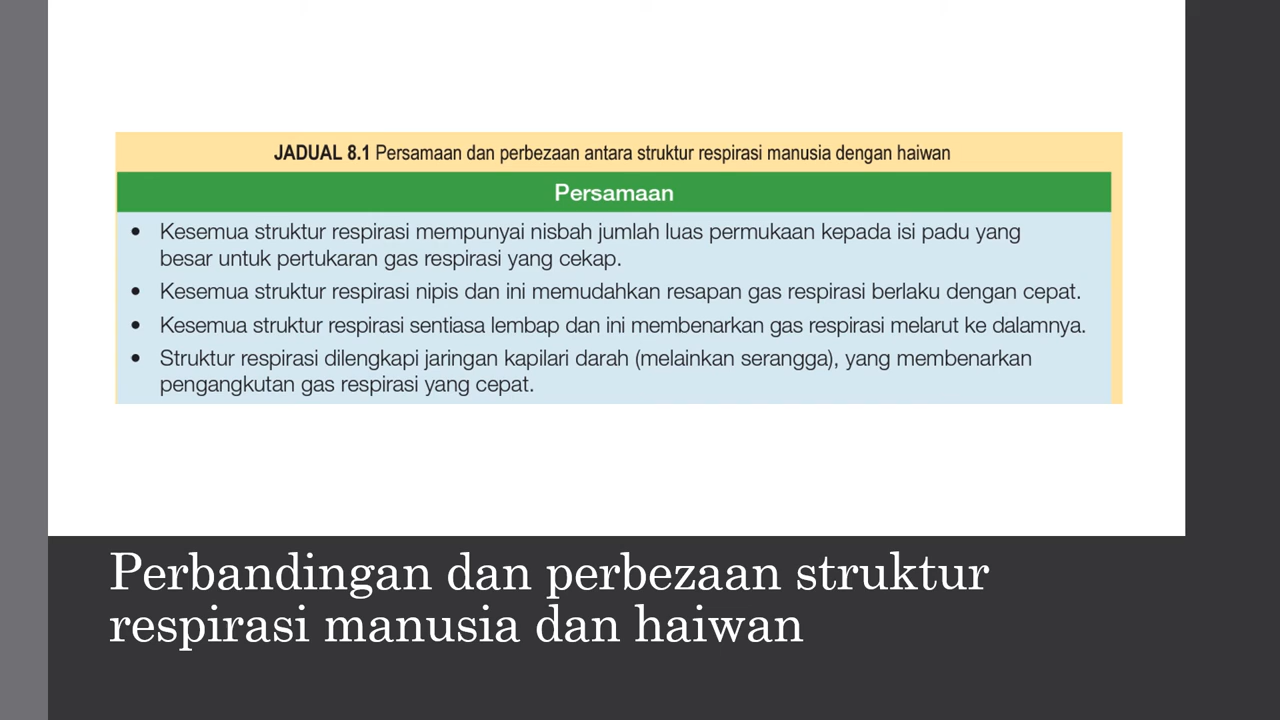 JADUAL 8.1 Persamaan dan perbezaan antara struktur respirasi manusia dengan haiwan
Persamaan
• Kesemua struktur respirasi mempunyai nisbah jumlah luas permukaan kepada isi padu yang
besar untuk pertukaran gas respirasi yang cekap.
• Kesemua struktur respirasi nipis dan ini memudahkan resapan gas respirasi berlaku dengan cepat.
• Kesemua struktur respirasi sentiasa lembap dan ini membenarkan gas respirasi melarut ke dalamnya.
• Struktur respirasi dilengkapi jaringan kapilari darah (melainkan serangga), yang membenarkan
pengangkutan gas respirasi yang cepat.
Perbandingan dan perbezaan struktur
respirasi manusia dan haiwan